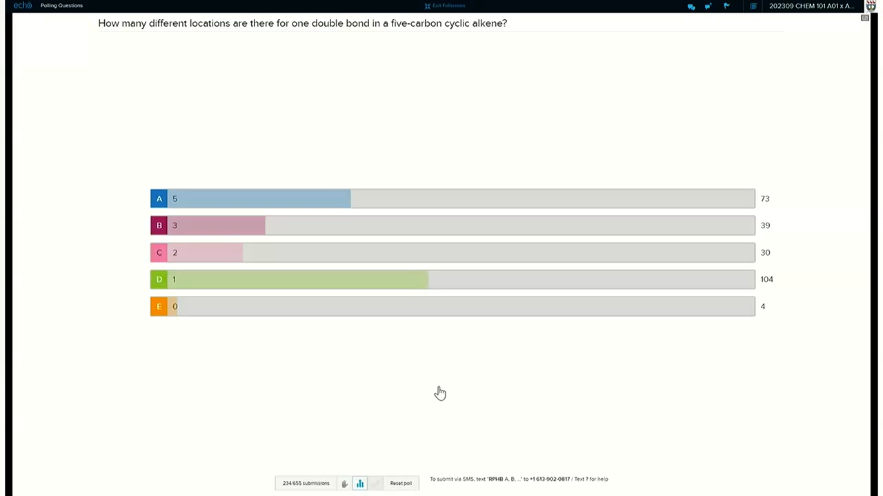 echo Polling Questions Exit Fullscreen 202309 CHEM 101 A01 x A...
How many different locations are there for one double bond in a five-carbon cyclic alkene?
A 5 73
B 3 39
C 2 30
D 1 104
E 0 4
234/650 submissions Reset poll To submit via SMS, text 'RPHB A, B, ...' to +1 613-902-0817 | Text ? for help